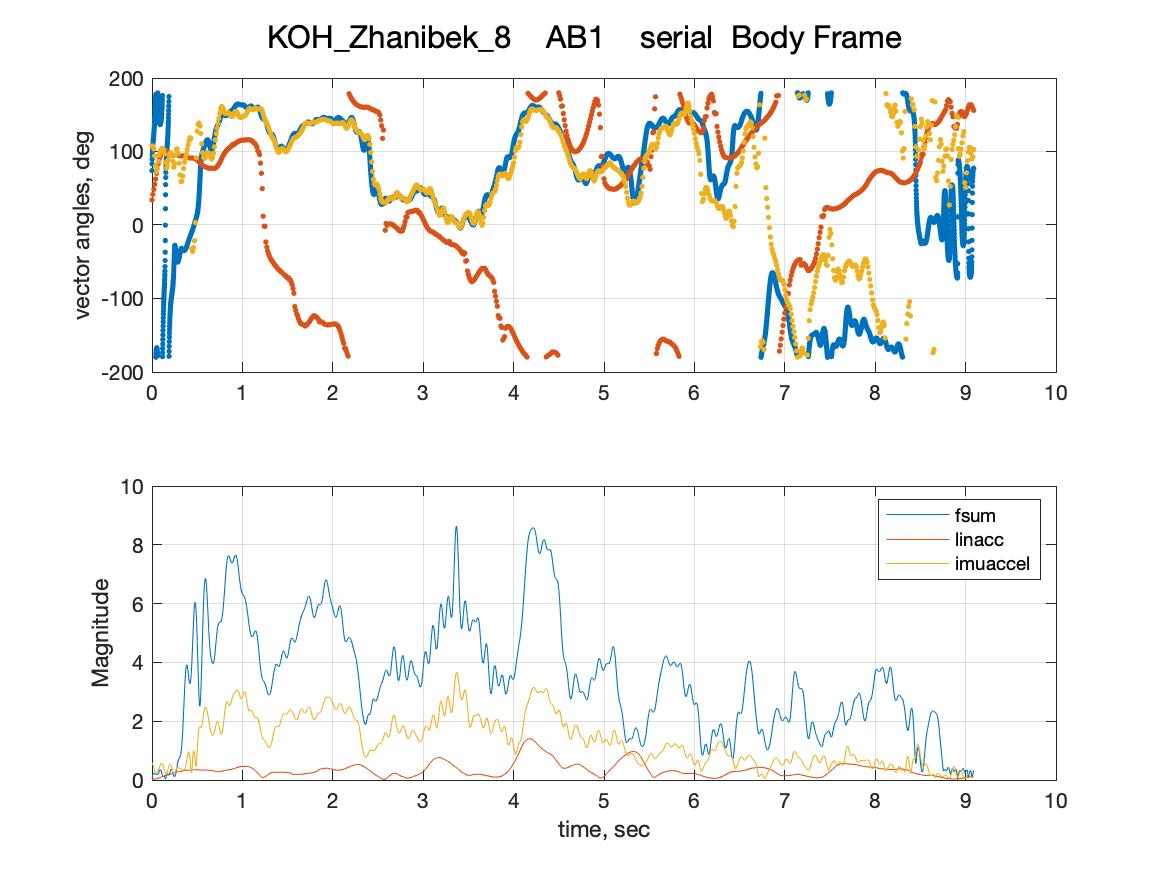 KOH_Zhanibek_8 AB1 serial Body Frame
200
100
0
-100
-200
vector angles, deg
0 1 2 3 4 5 6 7 8 9 10
10
8
6
4
2
0
Magnitude
fsum
linacc
imuaccel
0 1 2 3 4 5 6 7 8 9 10
time, sec